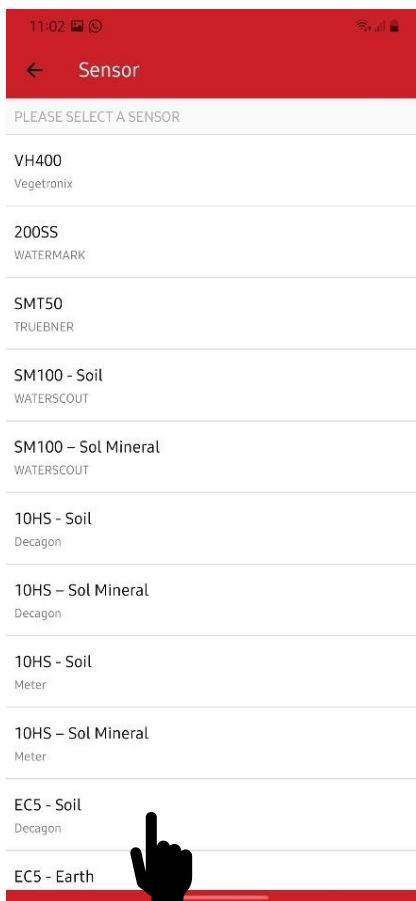 11:02
Sensor
PLEASE SELECT A SENSOR
VH400
Vegetronix
200SS
WATERMARK
SMT50
TRUEBNER
SM100 - Soil
WATERSCOUT
SM100 – Sol Mineral
WATERSCOUT
10HS - Soil
Decagon
10HS – Sol Mineral
Decagon
10HS - Soil
Meter
10HS – Sol Mineral
Meter
EC5 - Soil
Decagon
EC5 - Earth